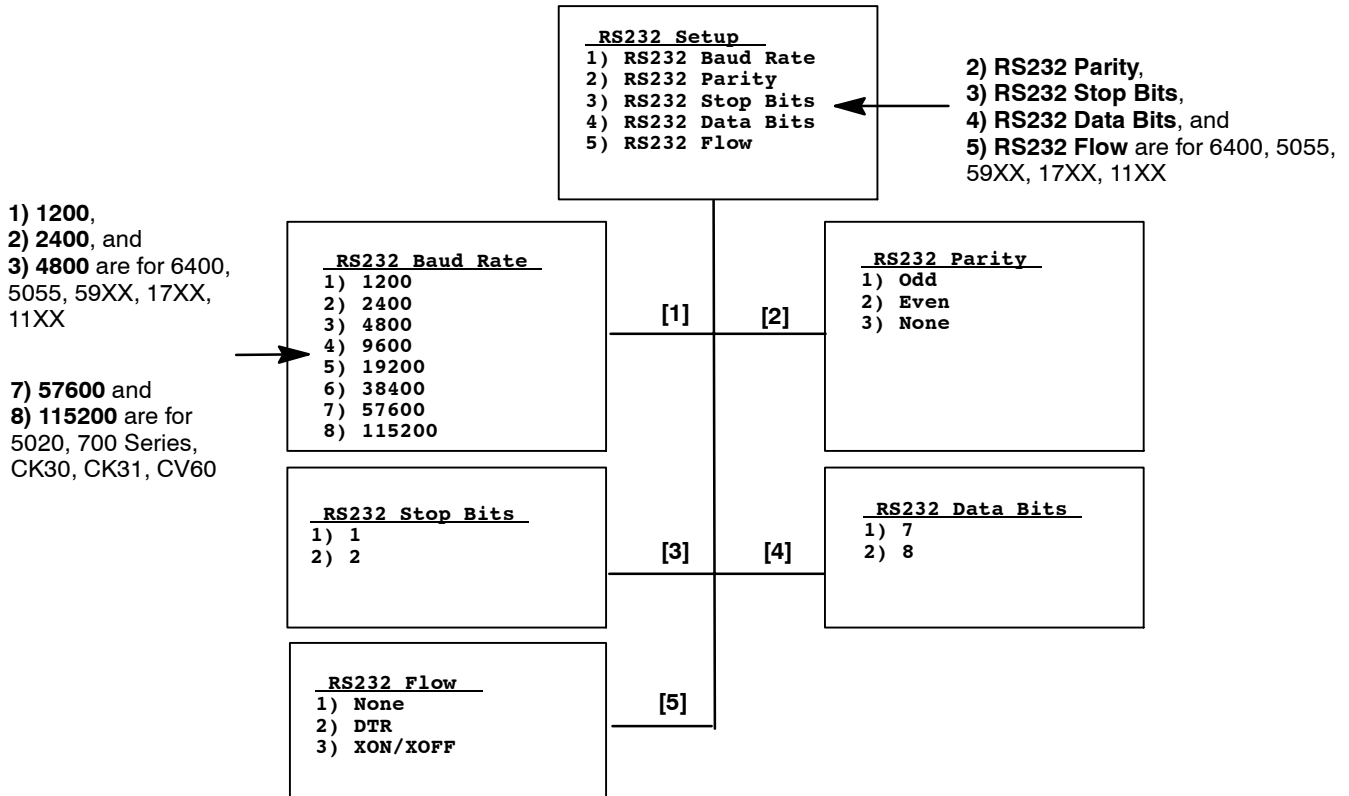 RS232 Setup
1) RS232 Baud Rate
2) RS232 Parity
3) RS232 Stop Bits
4) RS232 Data Bits
5) RS232 Flow
2) RS232 Parity,
3) RS232 Stop Bits,
4) RS232 Data Bits, and
5) RS232 Flow are for 6400, 5055,
59XX, 17XX, 11XX
1) 1200,
2) 2400, and
3) 4800 are for 6400,
5055, 59XX, 17XX,
11XX
7) 57600 and
8) 115200 are for
5020, 700 Series,
CK30, CK31, CV60
RS232 Baud Rate
1) 1200
2) 2400
3) 4800
4) 9600
5) 19200
6) 38400
7) 57600
8) 115200
[1]
[2]
RS232 Parity
1) Odd
2) Even
3) None
RS232 Stop Bits
1) 1
2) 2
[3]
[4]
RS232 Data Bits
1) 7
2) 8
RS232 Flow
1) None
2) DTR
3) XON/XOFF
[5]